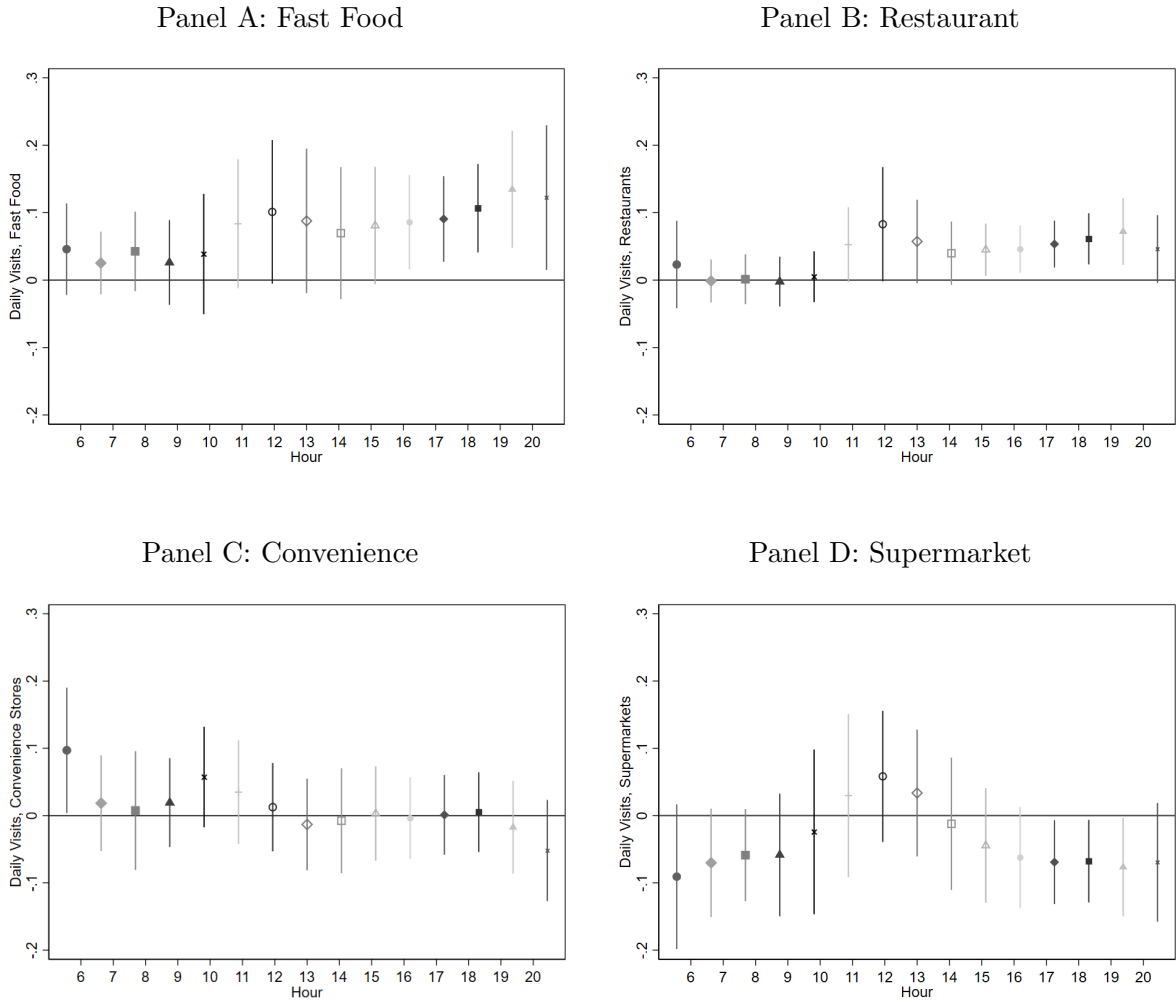 Panel A: Fast Food
Daily Visits, Fast Food
.3
.2
.1
0
-.1
-.2
6 7 8 9 10 11 12 13 14 15 16 17 18 19 20
Hour
Panel B: Restaurant
Daily Visits, Restaurants
.3
.2
.1
0
-.1
-.2
6 7 8 9 10 11 12 13 14 15 16 17 18 19 20
Hour
Panel C: Convenience
Daily Visits, Convenience Stores
.3
.2
.1
0
-.1
-.2
6 7 8 9 10 11 12 13 14 15 16 17 18 19 20
Hour
Panel D: Supermarket
Daily Visits, Supermarkets
.3
.2
.1
0
-.1
-.2
6 7 8 9 10 11 12 13 14 15 16 17 18 19 20
Hour